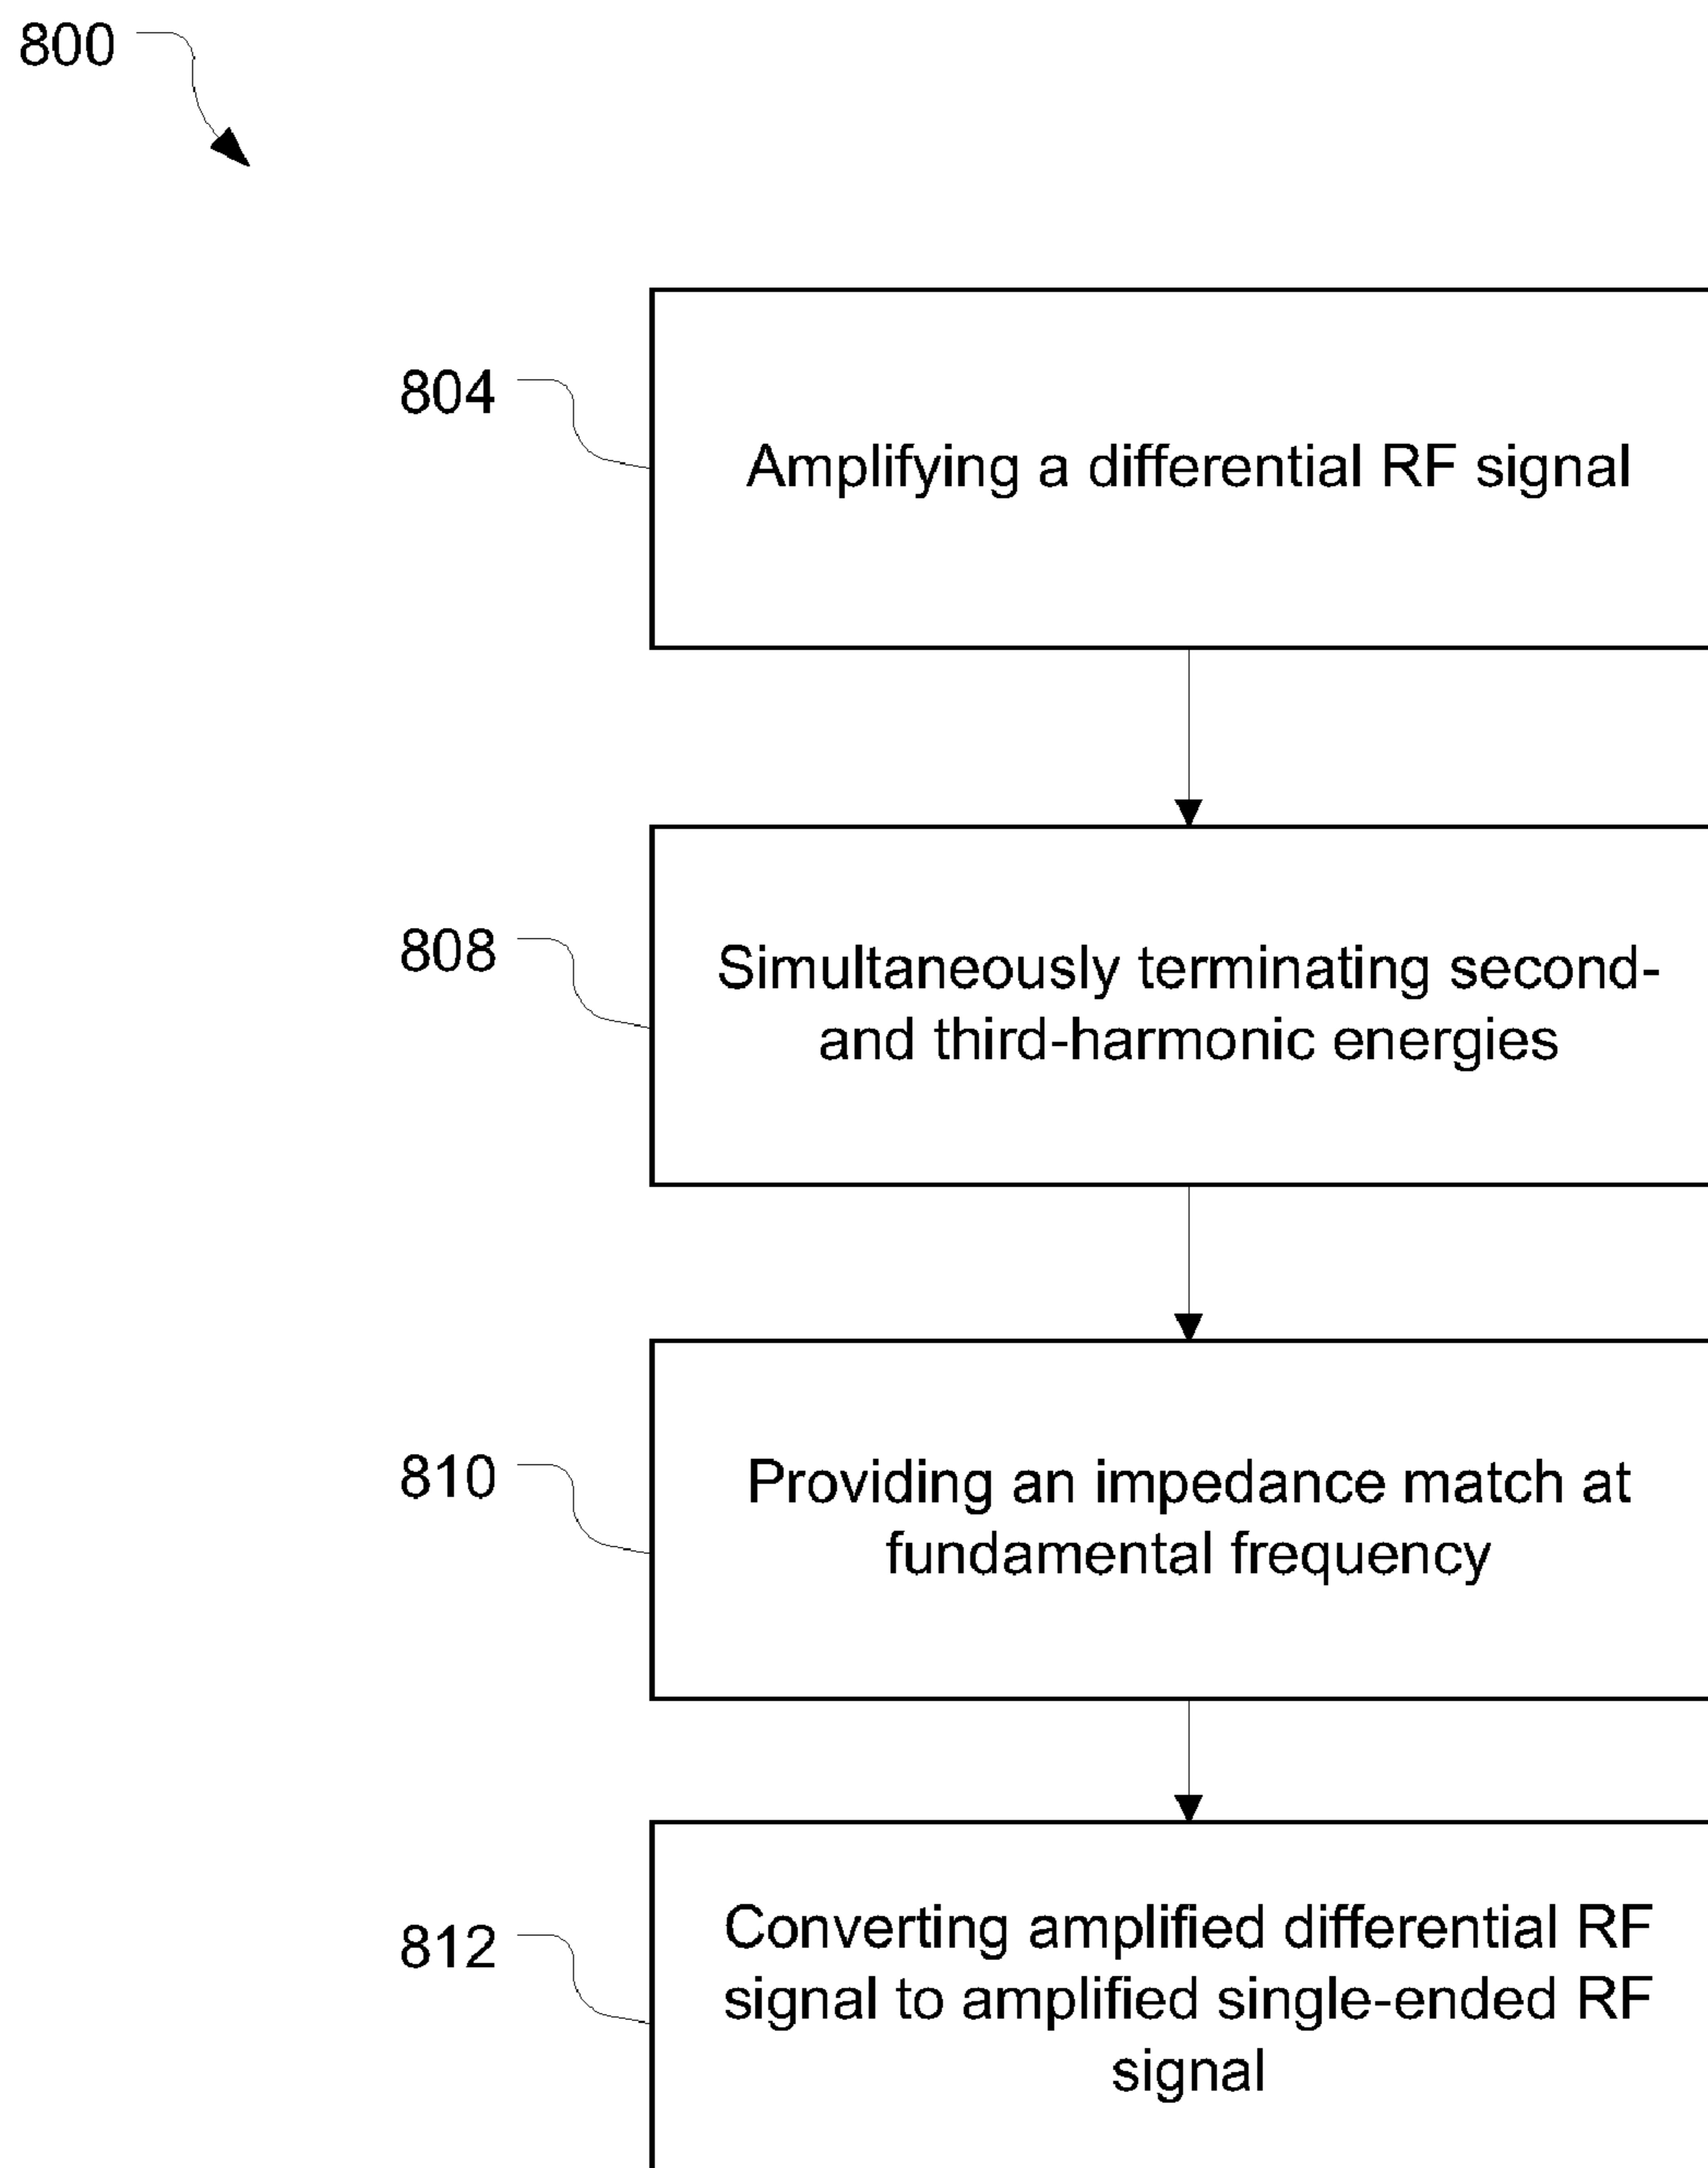 800
804
Amplifying a differential RF signal
808
Simultaneously terminating second-
and third-harmonic energies
810
Providing an impedance match at
fundamental frequency
812
Converting amplified differential RF
signal to amplified single-ended RF
signal